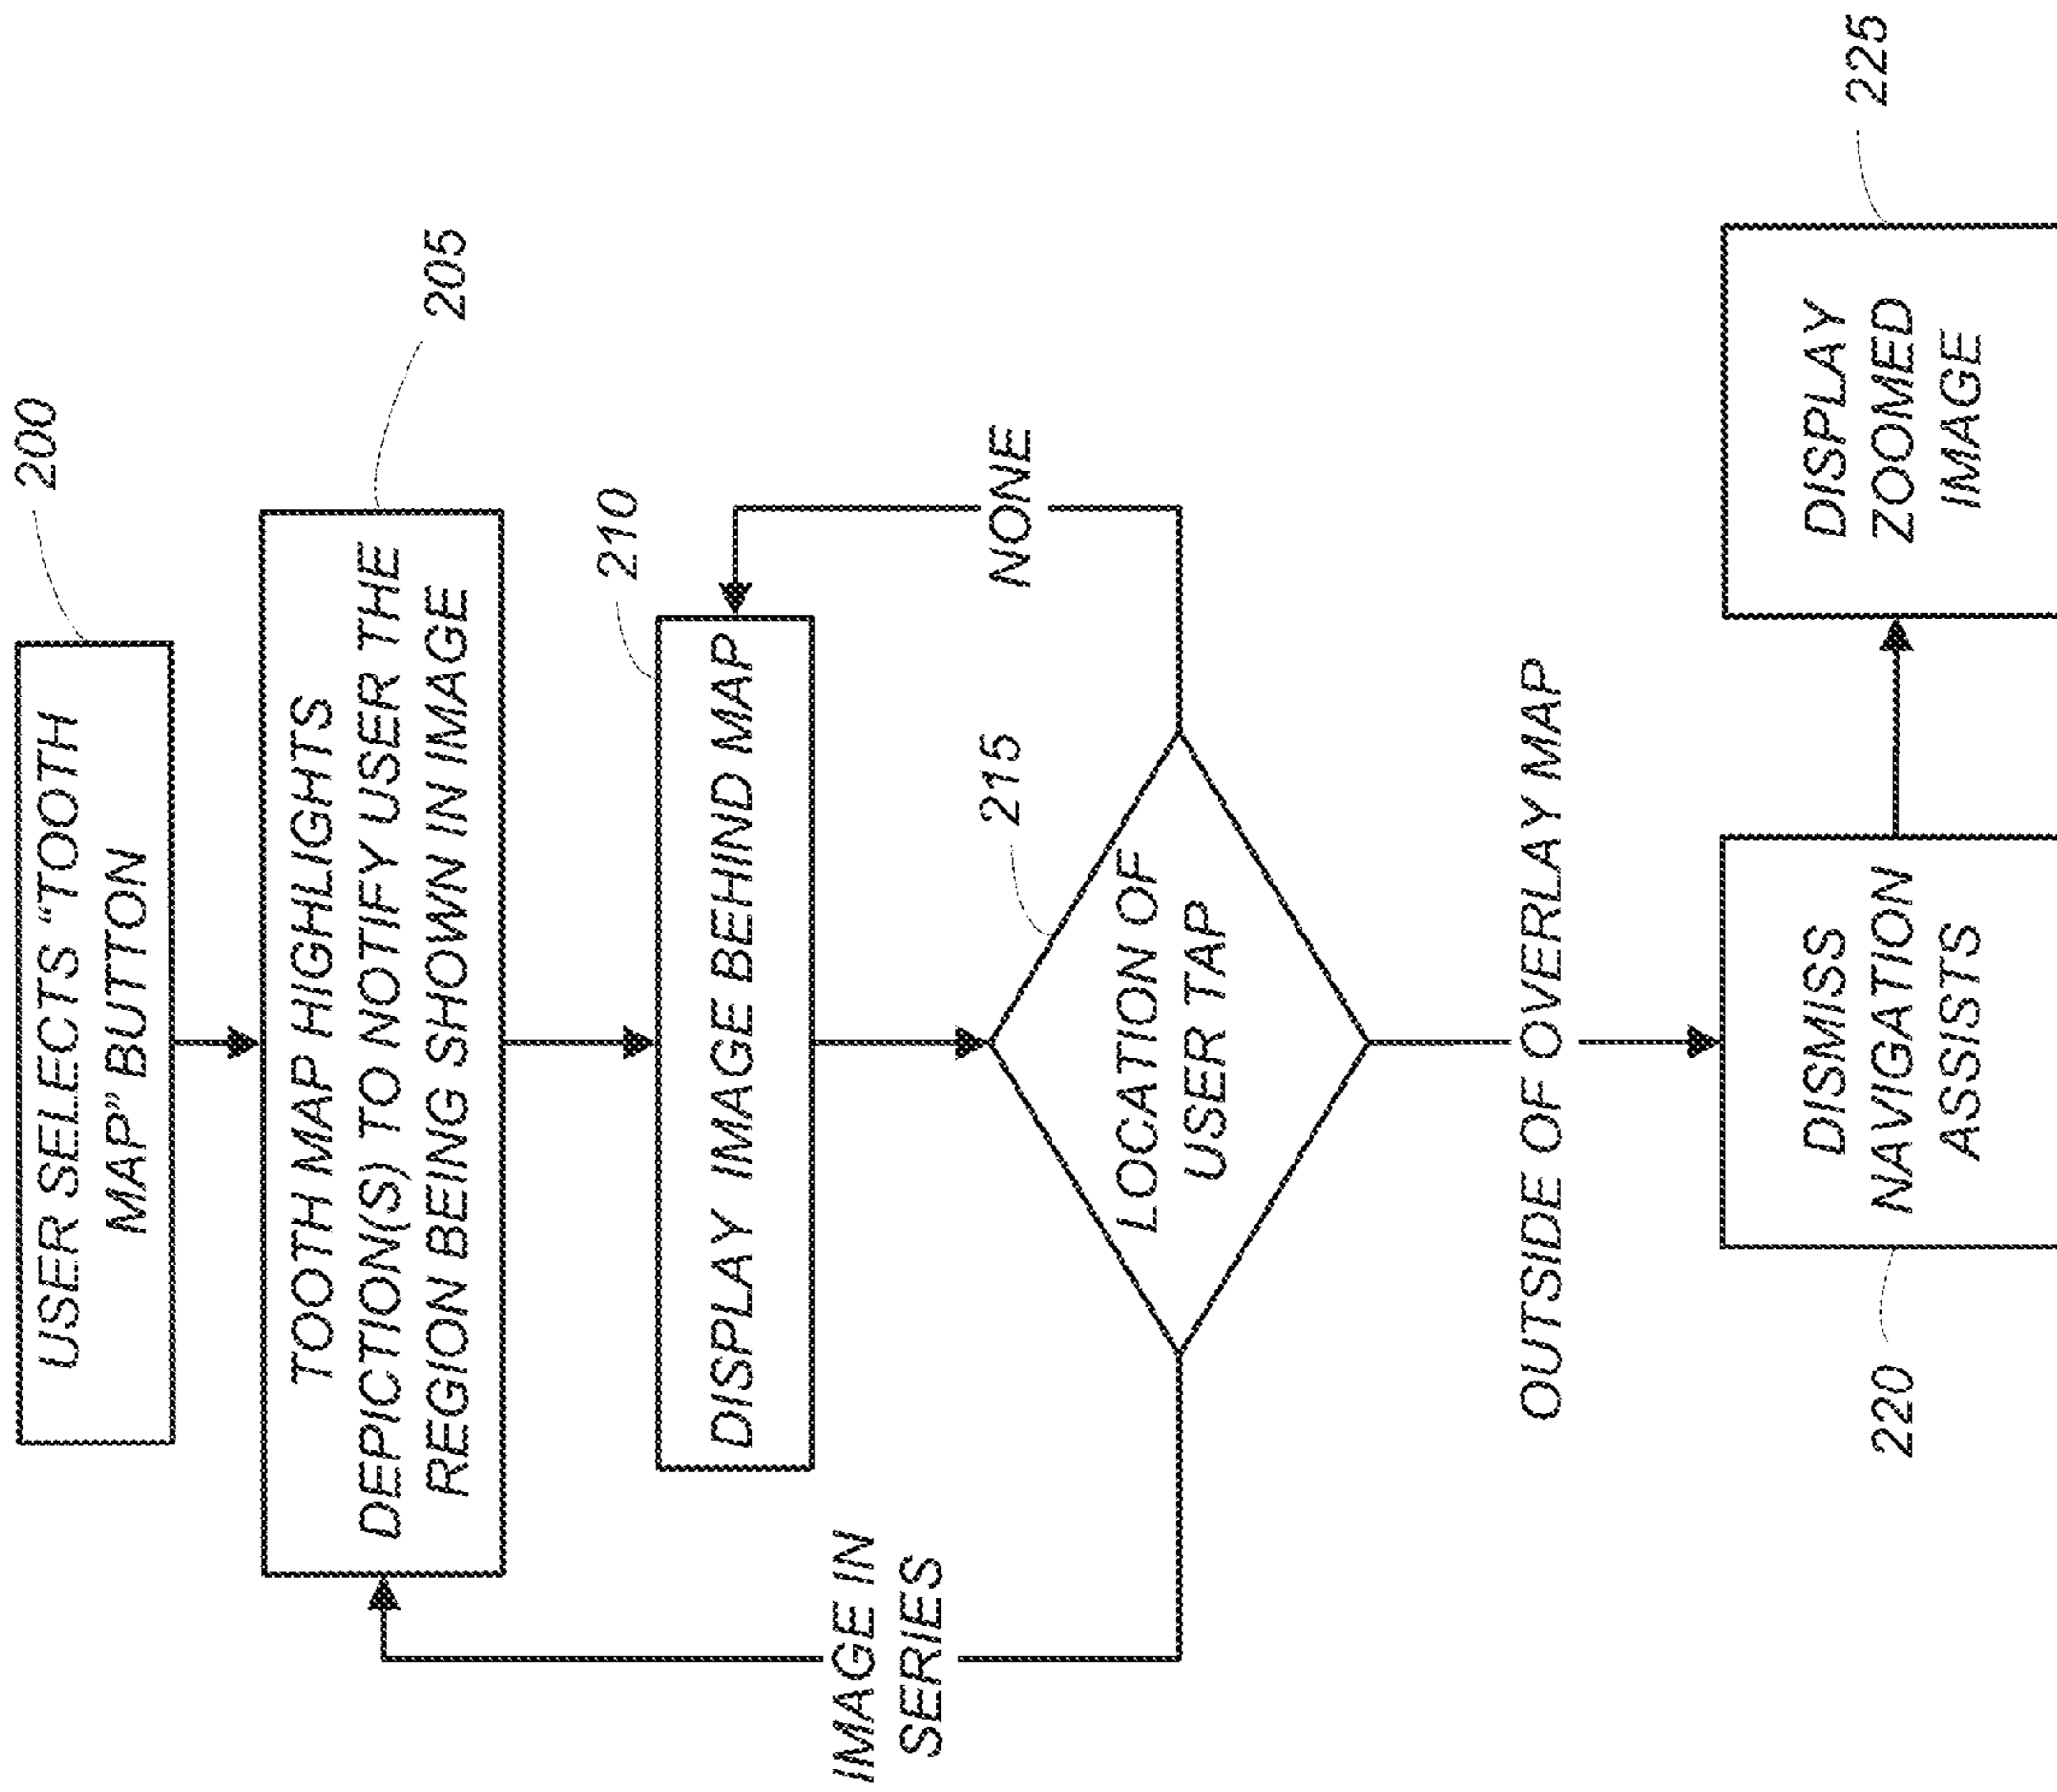 200
USER SELECTS “TOOTH
MAP” BUTTON
205
TOOTH MAP HIGHLIGHTS
DEPICTION(S) TO NOTIFY USER THE
REGION BEING SHOWN IN IMAGE
210
DISPLAY IMAGE BEHIND MAP
215
LOCATION OF
USER TAP
NONE
IMAGE IN
SERIES
OUTSIDE OF OVERLAY MAP
220
DISMISS
NAVIGATION
ASSISTS
225
DISPLAY
ZOOMED
IMAGE